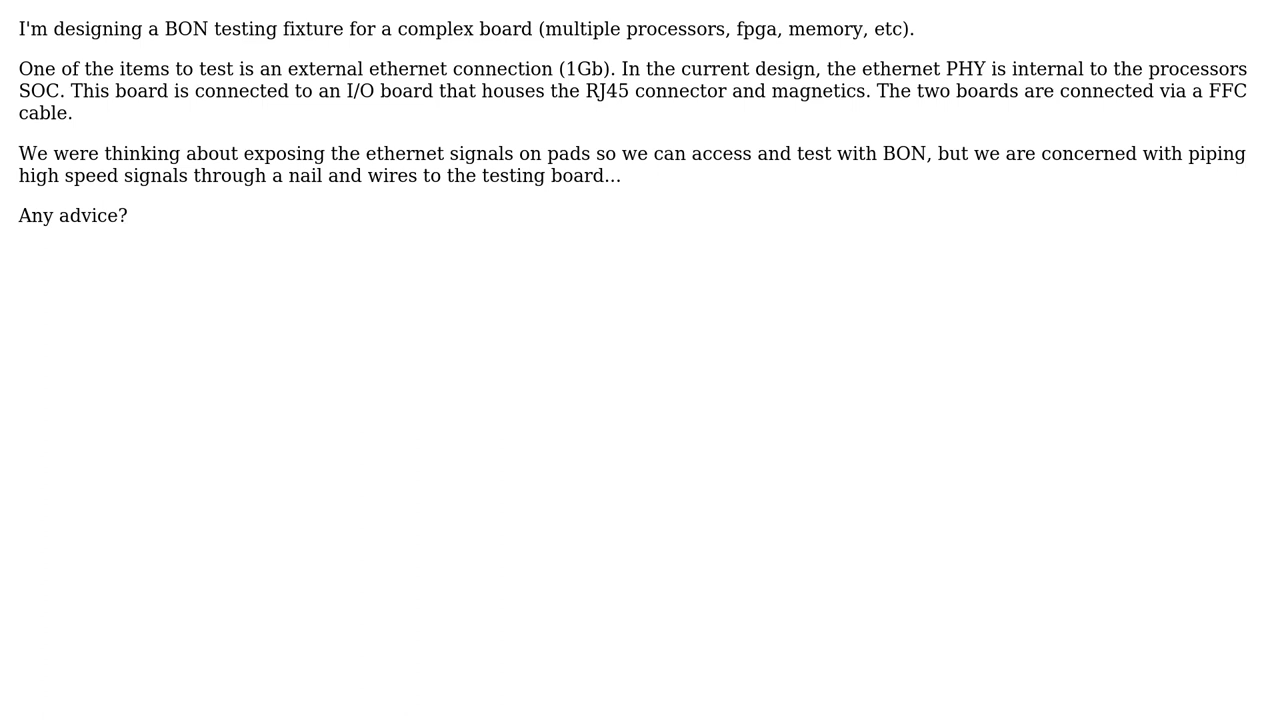 I'm designing a BON testing fixture for a complex board (multiple processors, fpga, memory, etc).
One of the items to test is an external ethernet connection (1Gb). In the current design, the ethernet PHY is internal to the processors
SOC. This board is connected to an I/O board that houses the RJ45 connector and magnetics. The two boards are connected via a FFC
cable.
We were thinking about exposing the ethernet signals on pads so we can access and test with BON, but we are concerned with piping
high speed signals through a nail and wires to the testing board...
Any advice?